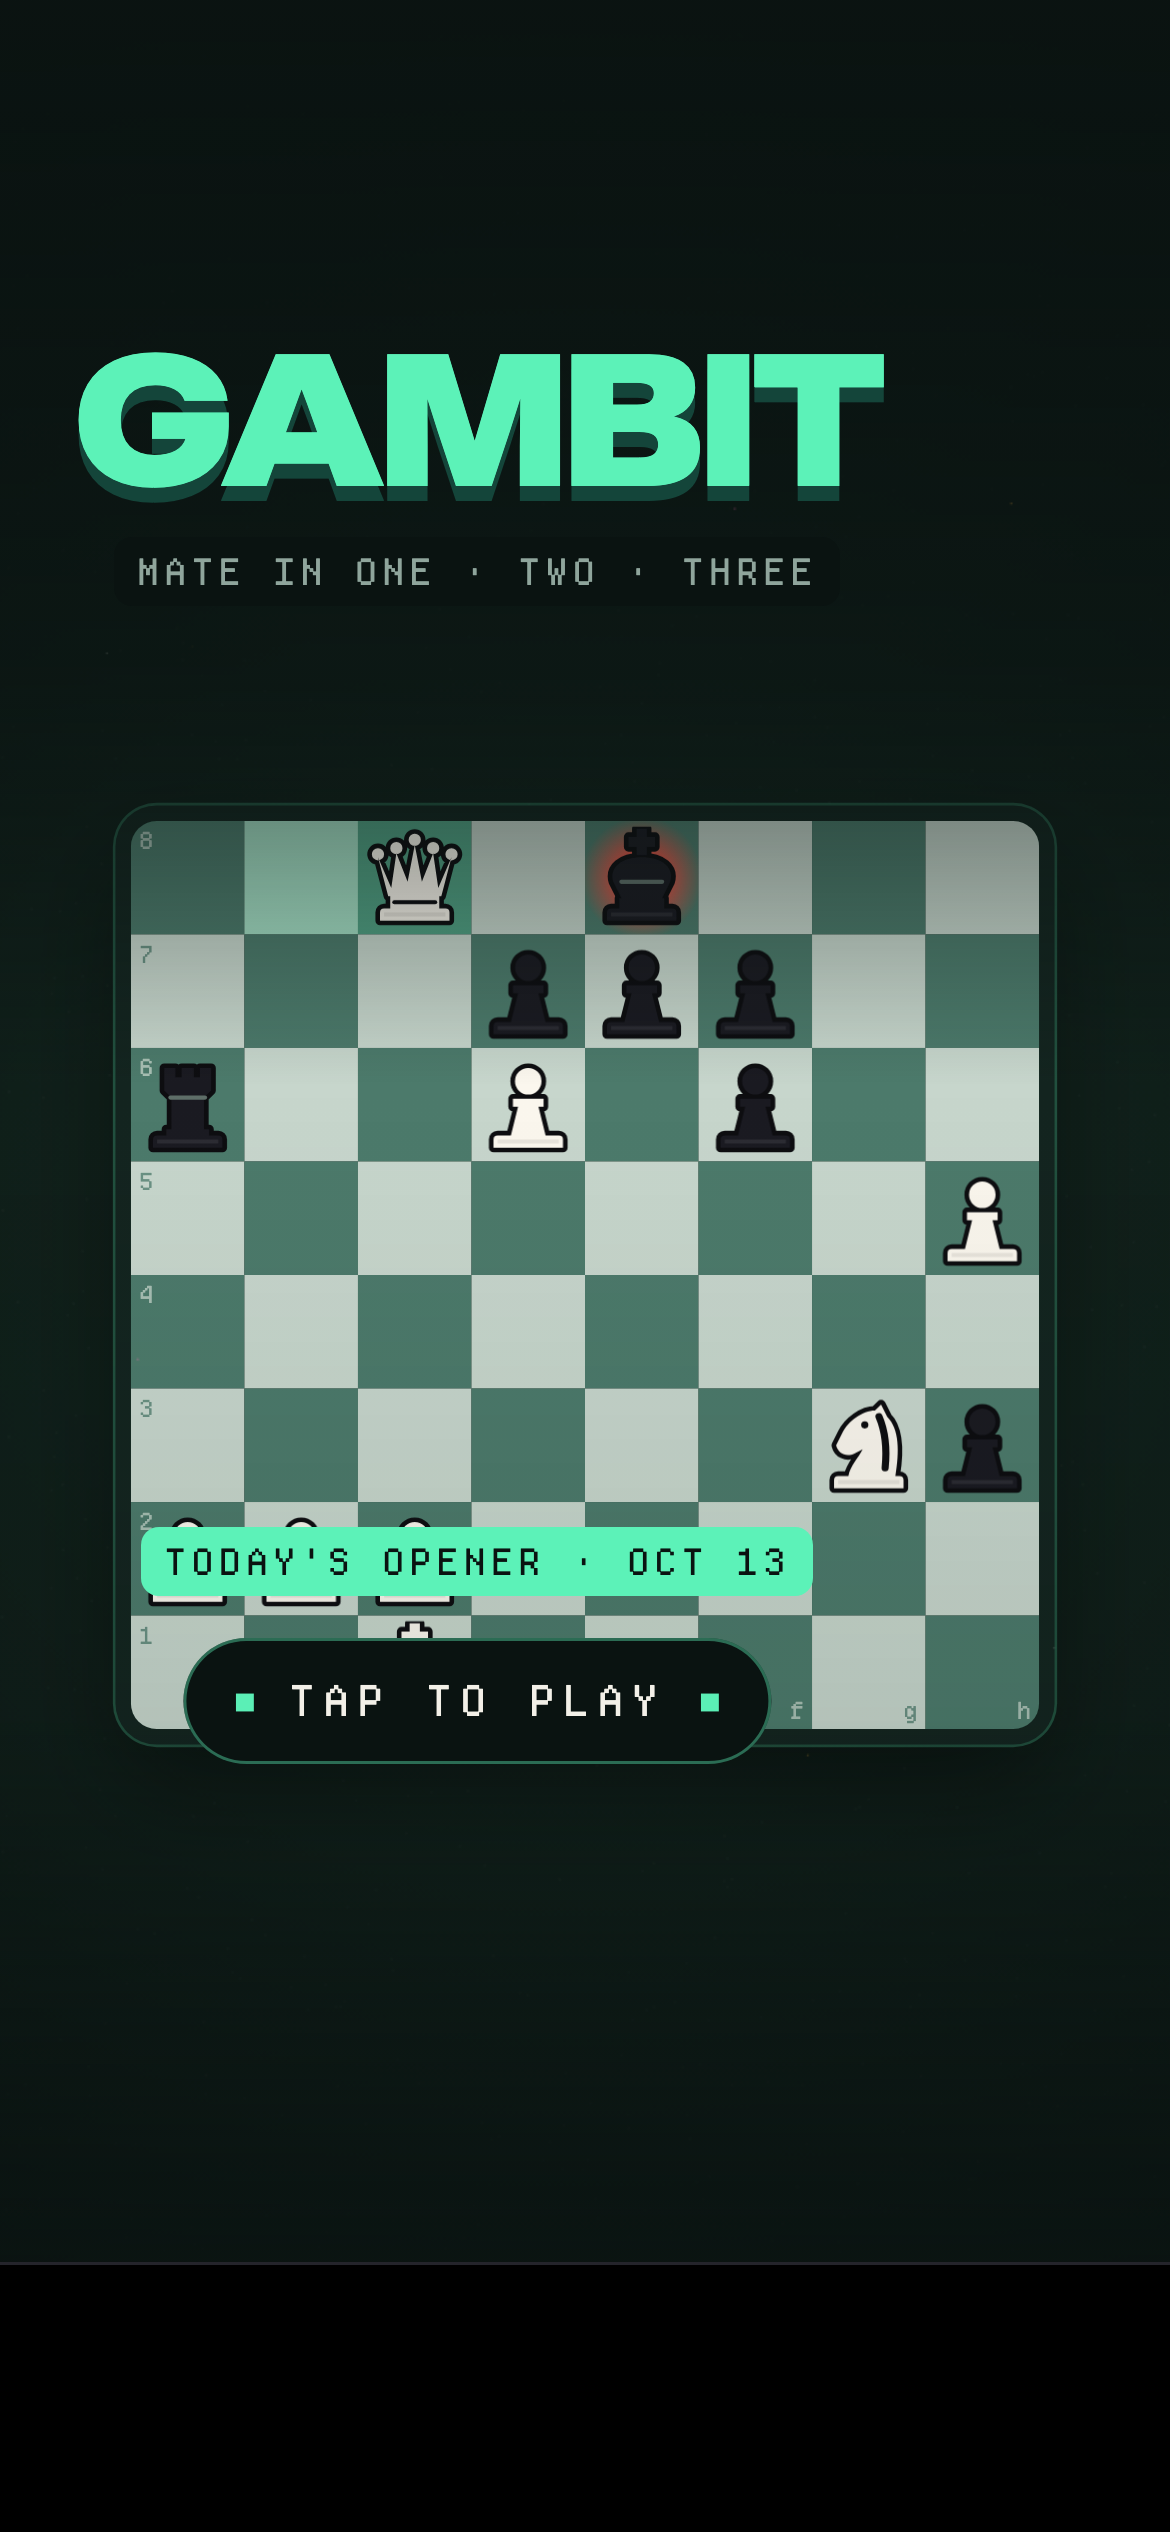 GAMBIT
MATE IN ONE · TWO · THREE
8
7
6
5
4
3
2
TODAY'S OPENER · OCT 13
1
TAP TO PLAY
f g h